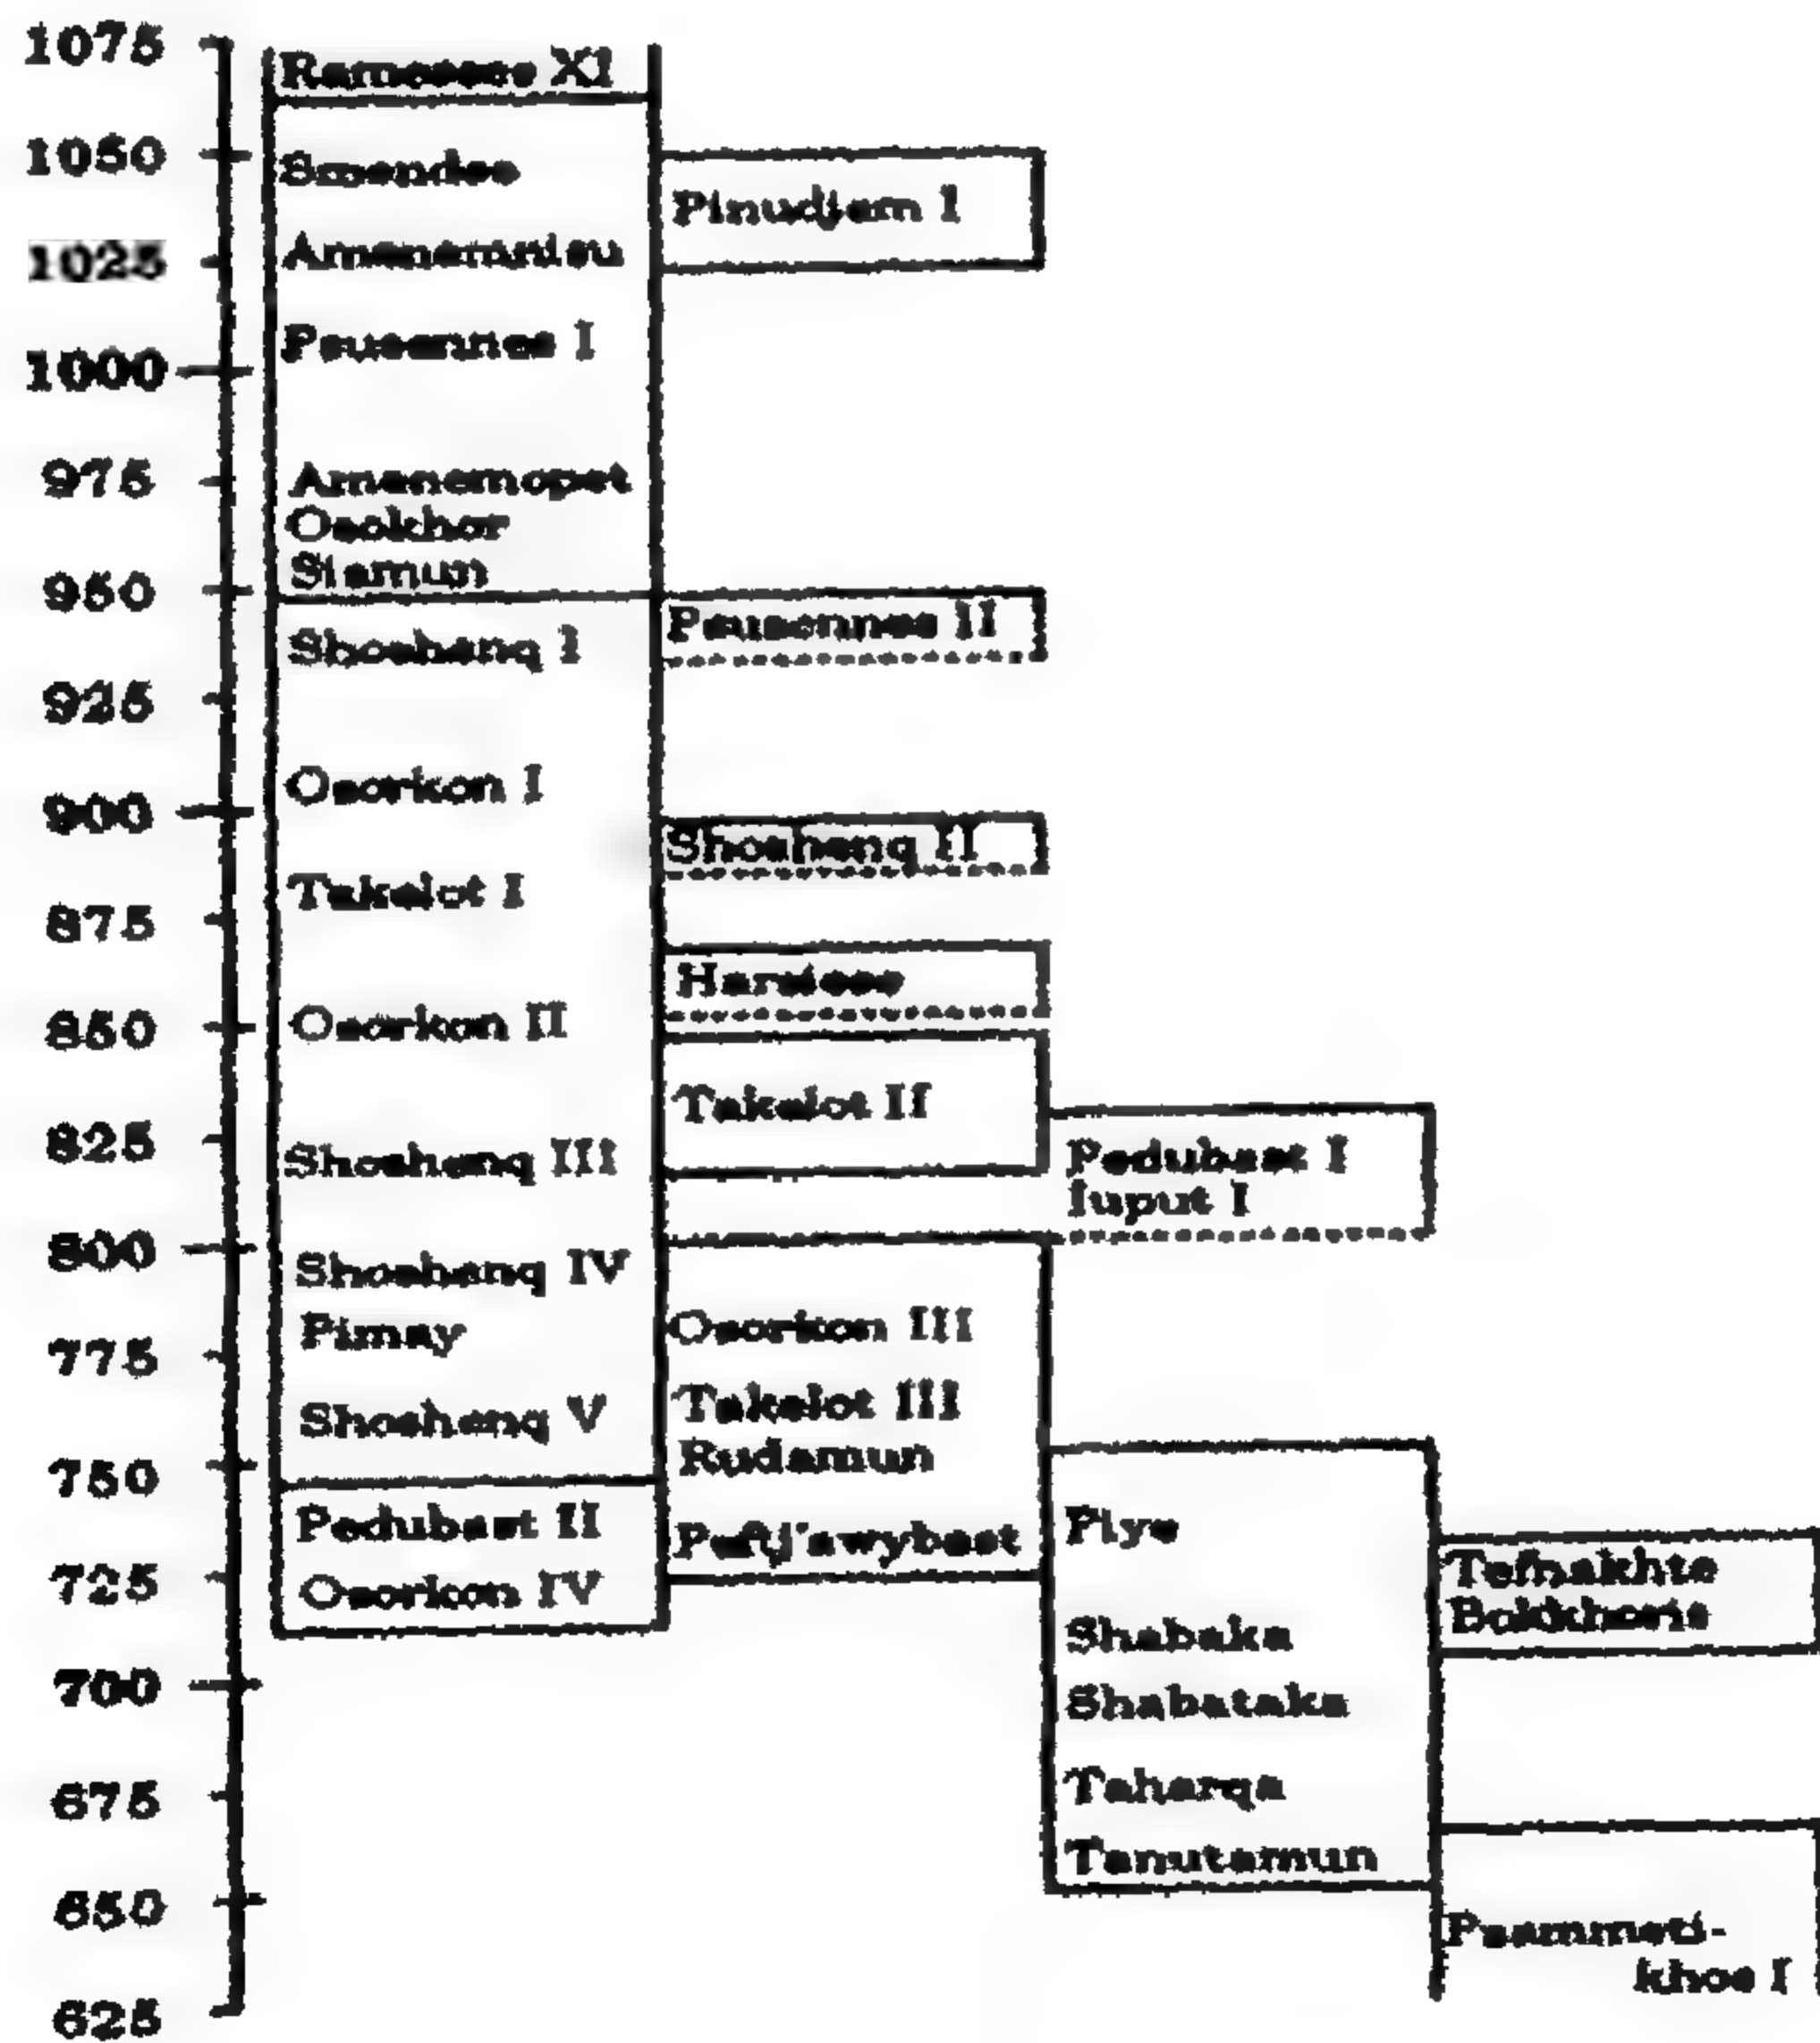 1075
Ramesses XI
1050
Smendes
Pinudjem I
1025
Amenemnisu
Psusennes I
1000
975
Amenemopet
Osokhor
Siamun
950
Psusennes II
Shoshenq I
925
Osorkon I
900
Shoshenq II
Takelot I
875
Harsiese
850
Osorkon II
Takelot II
825
Shoshenq III
Pedubast I
Iuput I
800
Shoshenq IV
Pimay
Osorkon III
775
Takelot III
Shoshenq V
Rudamun
750
Pedubast II
Peftj'awybast
Piye
Tefnakhte
725
Osorkon IV
Bokkhoris
Shabaka
700
Shabataka
675
Taharqa
Tanutamun
650
Psammeti-
khos I
625